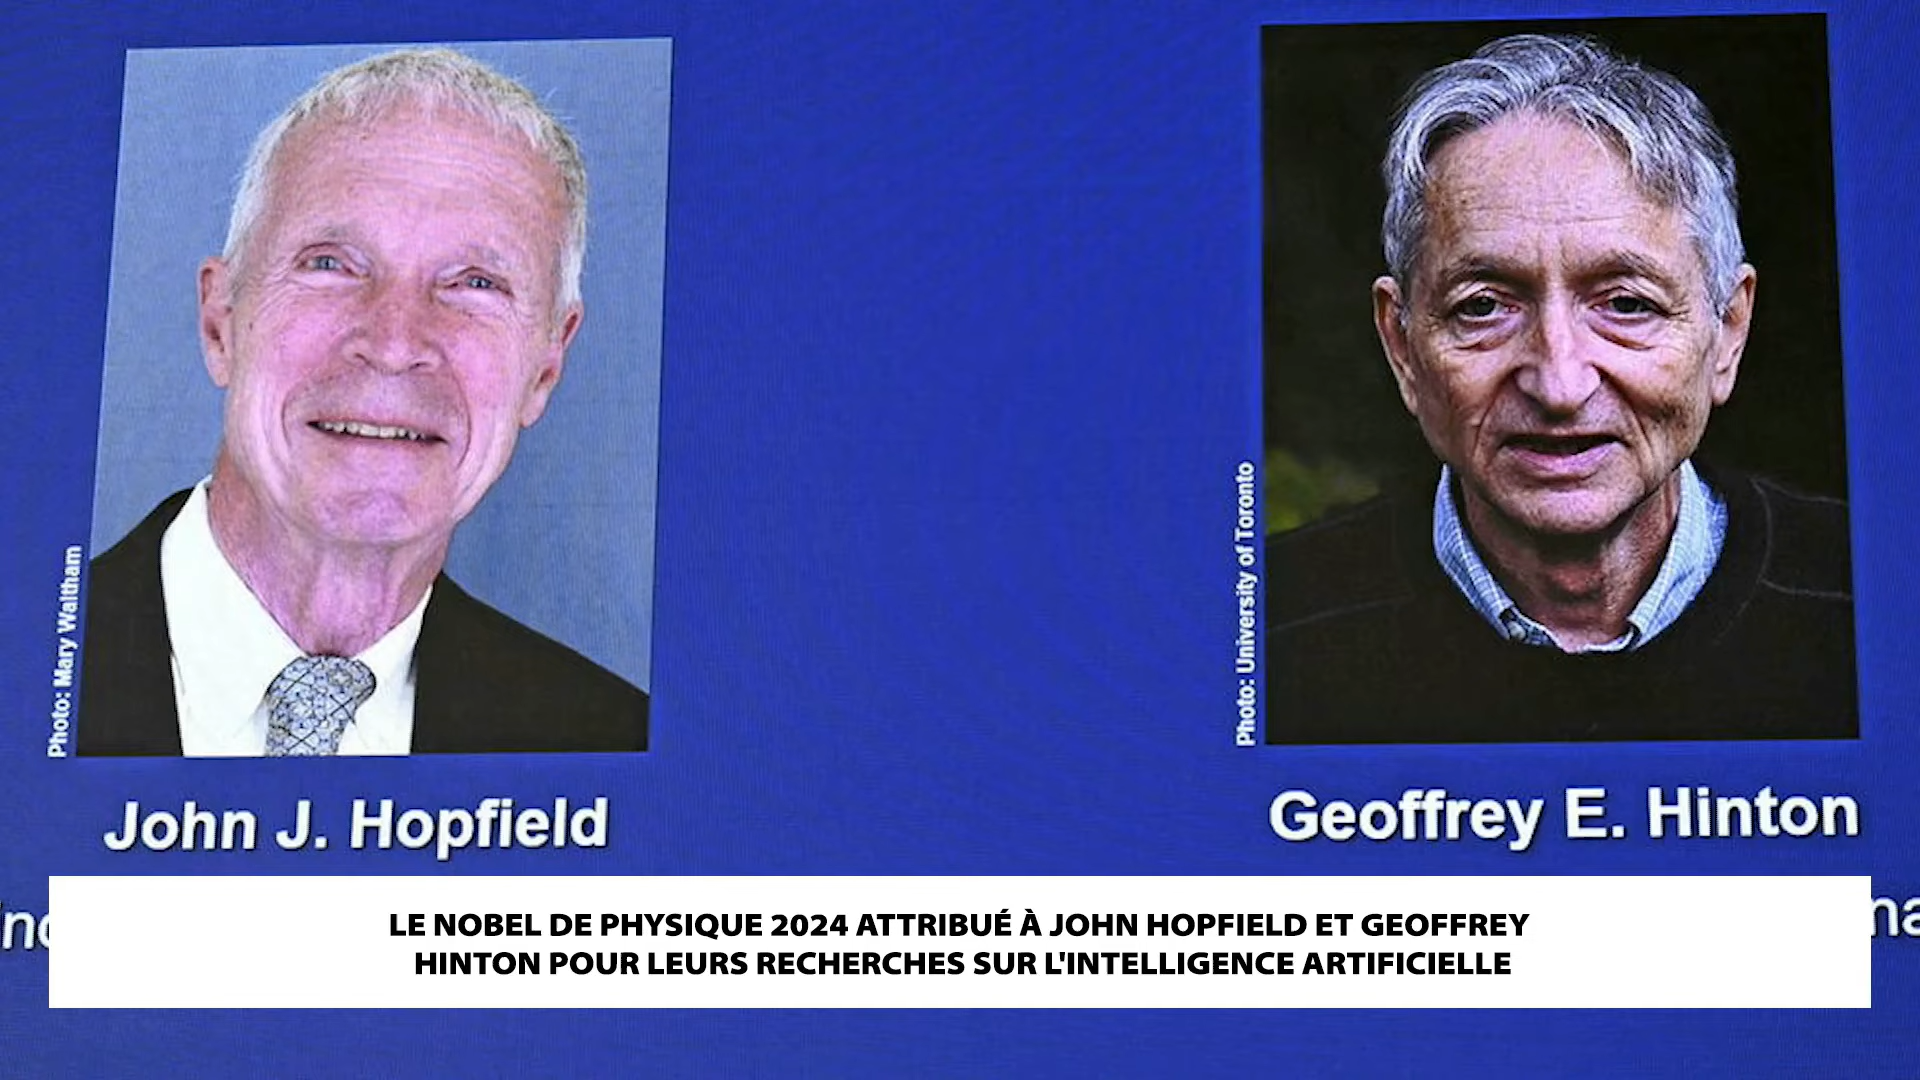 Photo: Mary Waltham
Photo: University of Toronto
John J. Hopfield
Geoffrey E. Hinton
LE NOBEL DE PHYSIQUE 2024 ATTRIBUÉ À JOHN HOPFIELD ET GEOFFREY
HINTON POUR LEURS RECHERCHES SUR L'INTELLIGENCE ARTIFICIELLE